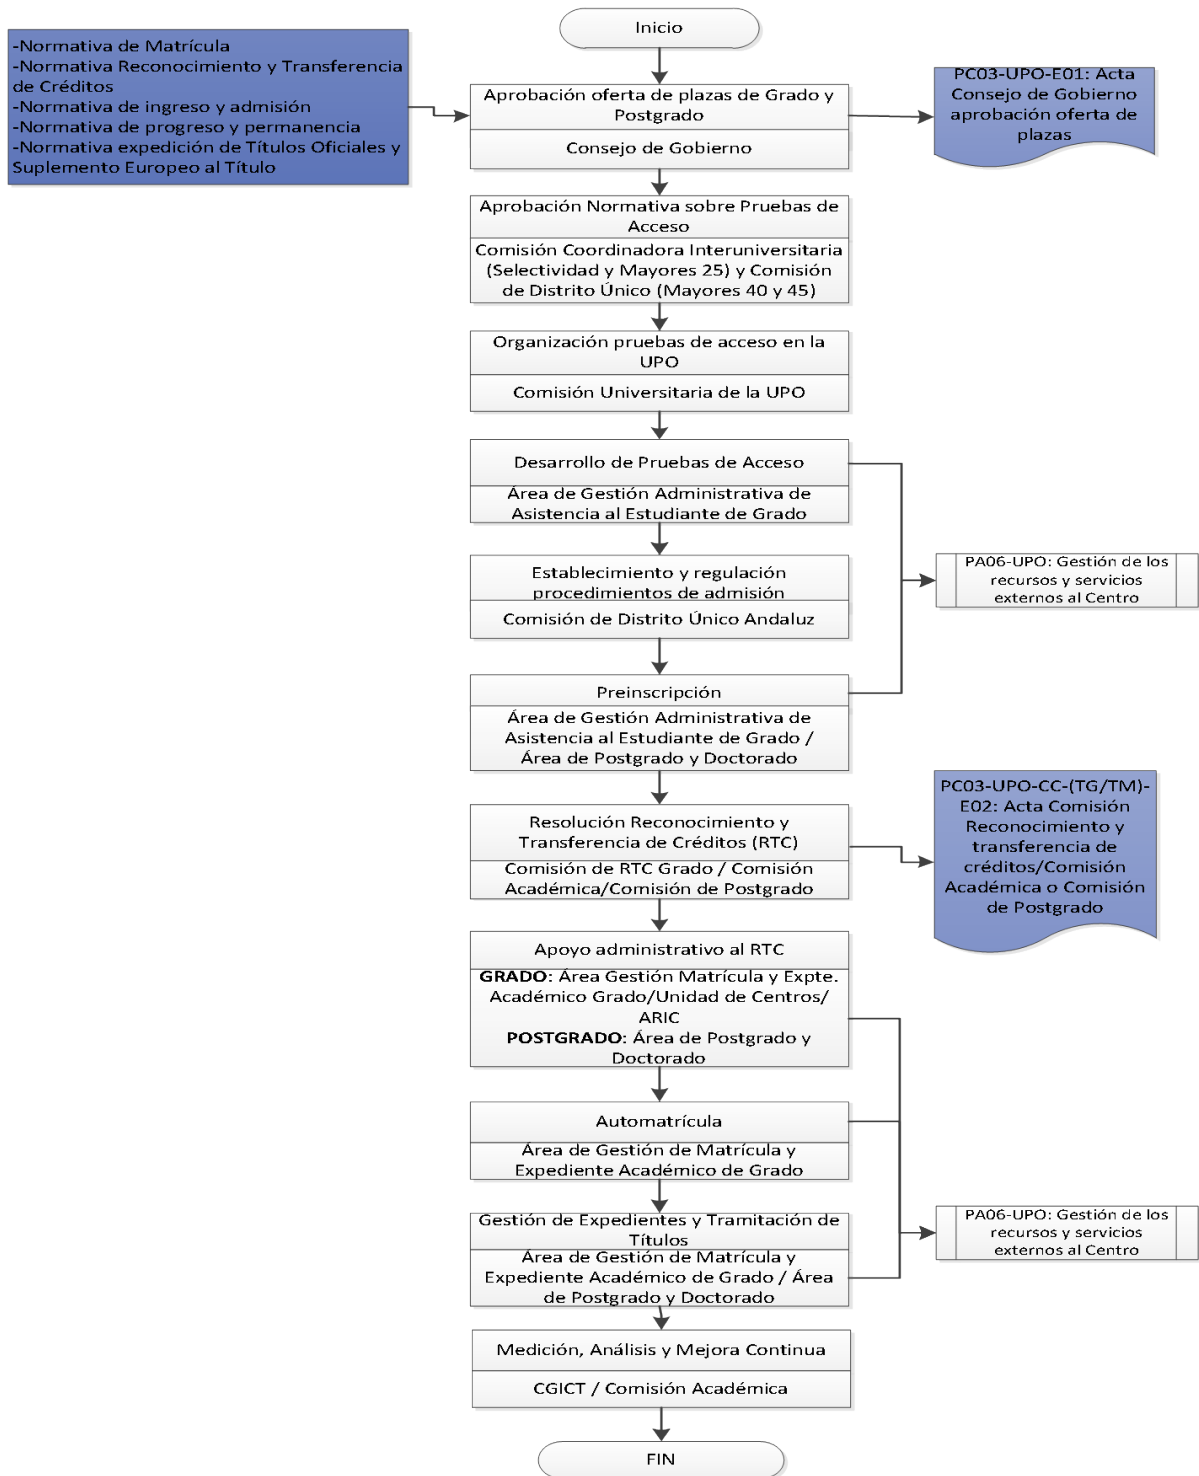 Inicio
-Normativa de Matrícula
-Normativa Reconocimiento y Transferencia
de Créditos
-Normativa de ingreso y admisión
-Normativa de progreso y permanencia
-Normativa expedición de Títulos Oficiales y
Suplemento Europeo al Título
Aprobación oferta de plazas de Grado y
Postgrado
Consejo de Gobierno
PC03-UPO-E01: Acta
Consejo de Gobierno
aprobación oferta de
plazas
Aprobación Normativa sobre Pruebas de
Acceso
Comisión Coordinadora Interuniversitaria
(Selectividad y Mayores 25) y Comisión
de Distrito Único (Mayores 40 y 45)
Organización pruebas de acceso en la
UPO
Comisión Universitaria de la UPO
Desarrollo de Pruebas de Acceso
Área de Gestión Administrativa de
Asistencia al Estudiante de Grado
Establecimiento y regulación
procedimientos de admisión
Comisión de Distrito Único Andaluz
PA06-UPO: Gestión de los
recursos y servicios
externos al Centro
Preinscripción
Área de Gestión Administrativa de
Asistencia al Estudiante de Grado /
Área de Postgrado y Doctorado
Resolución Reconocimiento y
Transferencia de Créditos (RTC)
Comisión de RTC Grado / Comisión
Académica/Comisión de Postgrado
PC03-UPO-CC-(TG/TM)-
E02: Acta Comisión
Reconocimiento y
transferencia de
créditos/Comisión
Académica o Comisión
de Postgrado
Apoyo administrativo al RTC
GRADO: Área Gestión Matrícula y Expte.
Académico Grado/Unidad de Centros/
ARIC
POSTGRADO: Área de Postgrado y
Doctorado
Automatrícula
Área de Gestión de Matrícula y
Expediente Académico de Grado
Gestión de Expedientes y Tramitación de
Títulos
Área de Gestión de Matrícula y
Expediente Académico de Grado / Área
de Postgrado y Doctorado
PA06-UPO: Gestión de los
recursos y servicios
externos al Centro
Medición, Análisis y Mejora Continua
CGICT / Comisión Académica
FIN